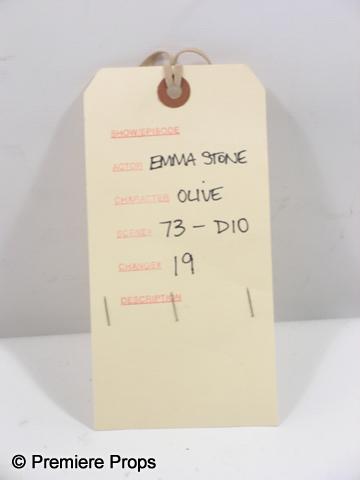 SHOW/EPISODE
ACTOR EMMA STONE
CHARACTER OLIVE
SCENE# 73 - D10
CHANGE# 19
DESCRIPTION
© Premiere Props